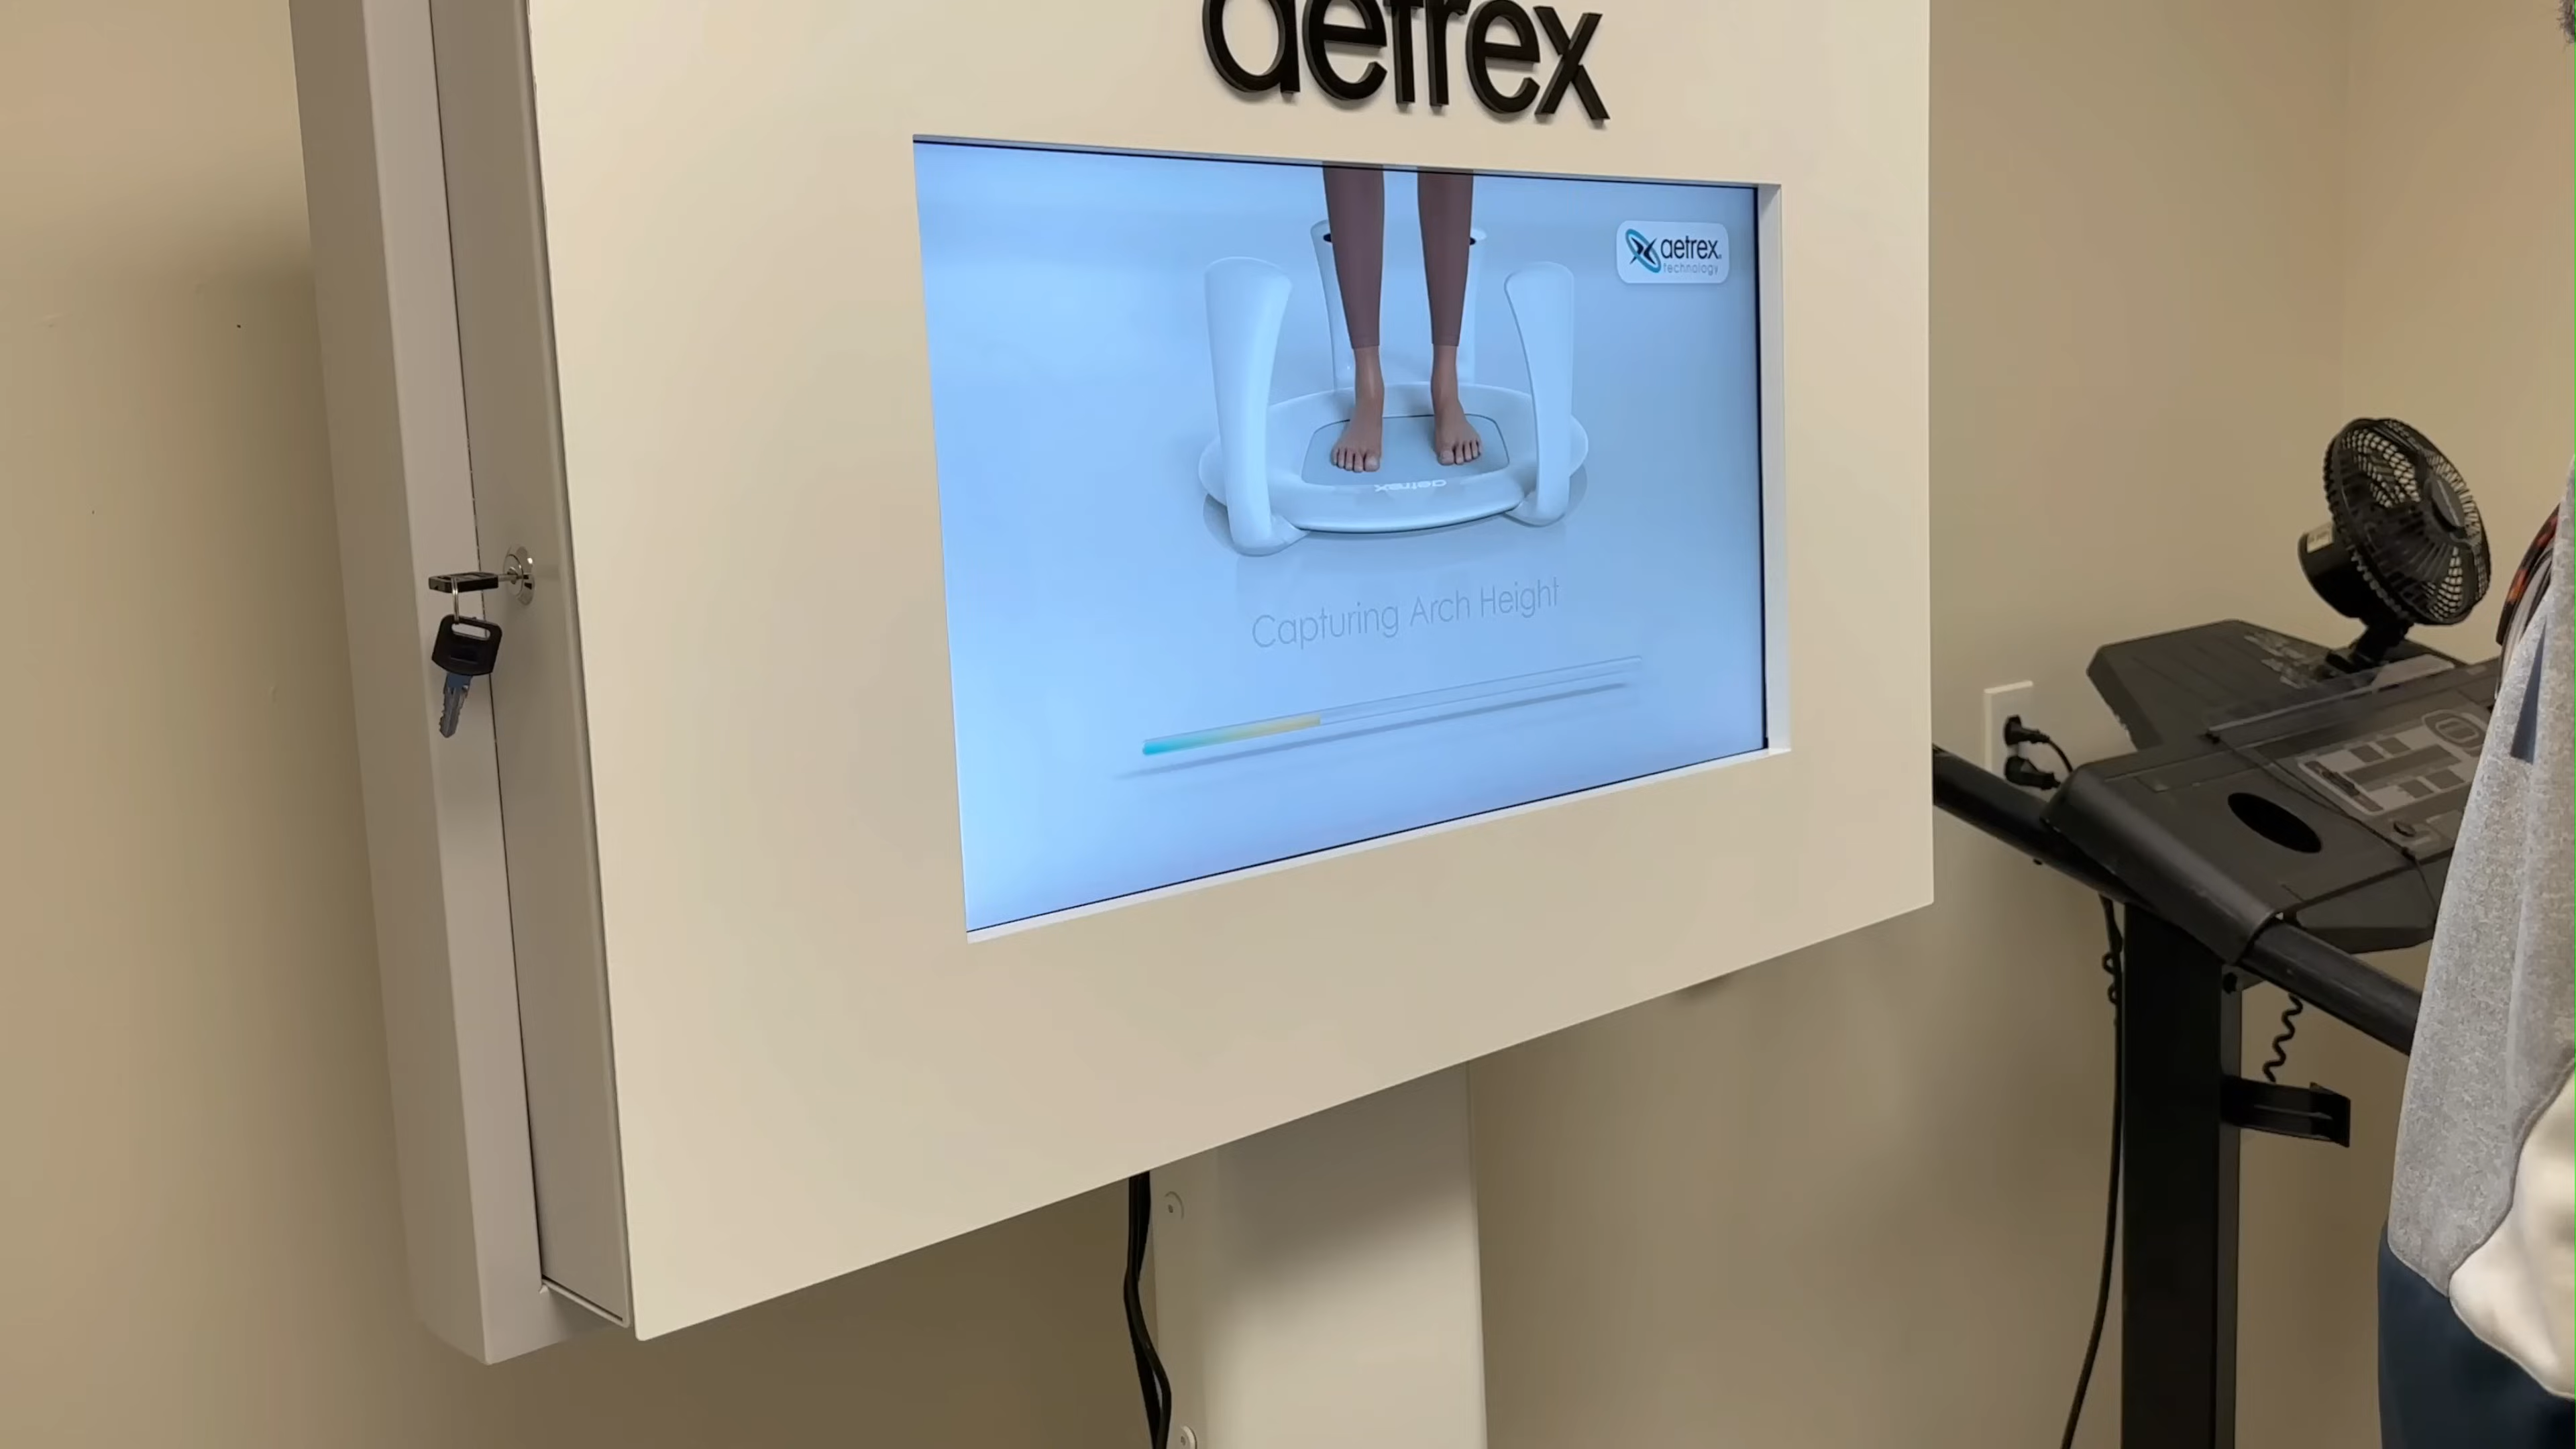 aetrex
aetrex
technology
aetrex
Capturing Arch Height